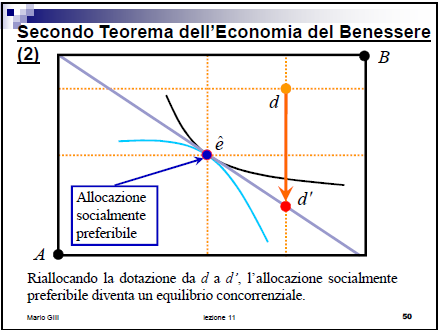 Secondo Teorema dell'Economia del Benessere
(2)
B
d
ê
d'
Allocazione
socialmente
preferibile
A
Riallocando la dotazione da d a d', l'allocazione socialmente
preferibile diventa un equilibrio concorrenziale.
Mario Gilli
lezione 11
50